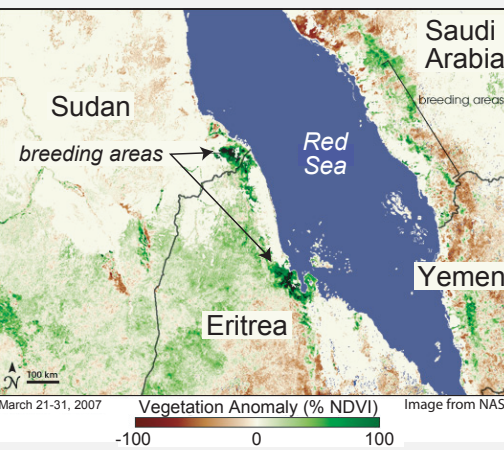 Saudi
Arabia
breeding areas
Sudan
breeding areas
Red
Sea
Yemen
Eritrea
N
100 km
March 21-31, 2007
Vegetation Anomaly (% NDVI)
Image from NAS
-100
0
100